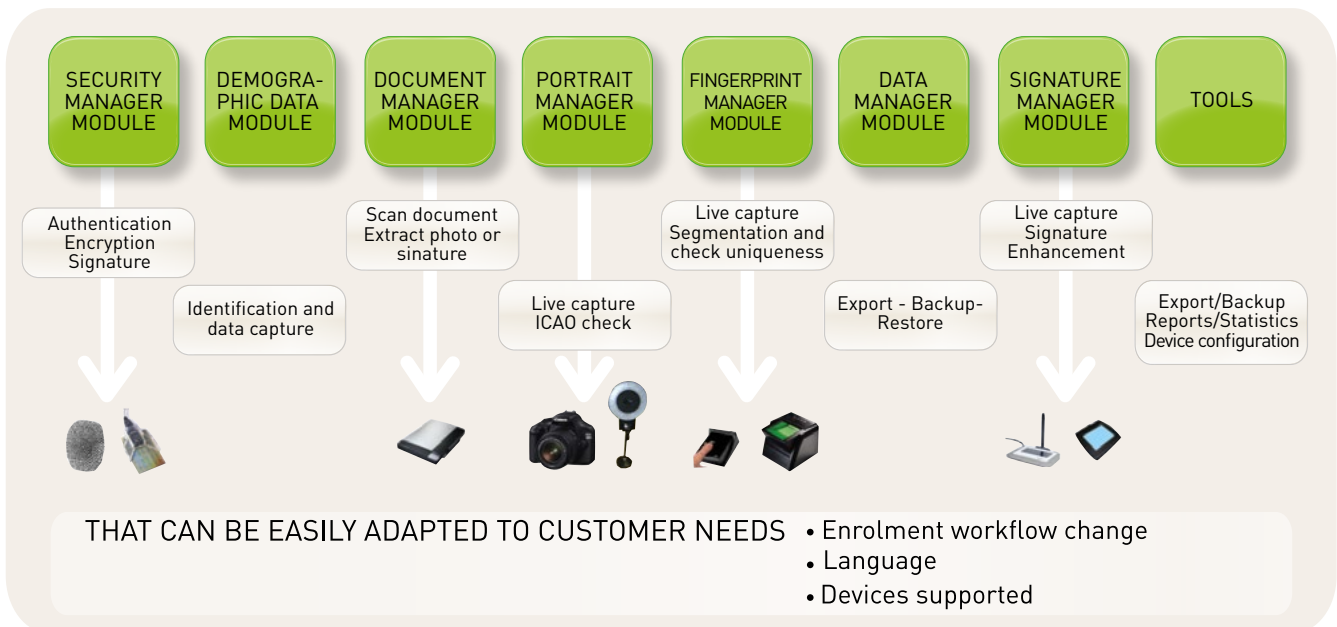 SECURITY
MANAGER
MODULE
DEMOGRA-
PHIC DATA
MODULE
DOCUMENT
MANAGER
MODULE
PORTRAIT
MANAGER
MODULE
FINGERPRINT
MANAGER
MODULE
DATA
MANAGER
MODULE
SIGNATURE
MANAGER
MODULE
TOOLS
Authentication
Encryption
Signature
Identification and
data capture
Scan document
Extract photo or
sinature
Live capture
ICAO check
Live capture
Segmentation and
check uniqueness
Export - Backup-
Restore
Live capture
Signature
Enhancement
Export/Backup
Reports/Statistics
Device configuration
THAT CAN BE EASILY ADAPTED TO CUSTOMER NEEDS
• Enrolment workflow change
• Language
• Devices supported